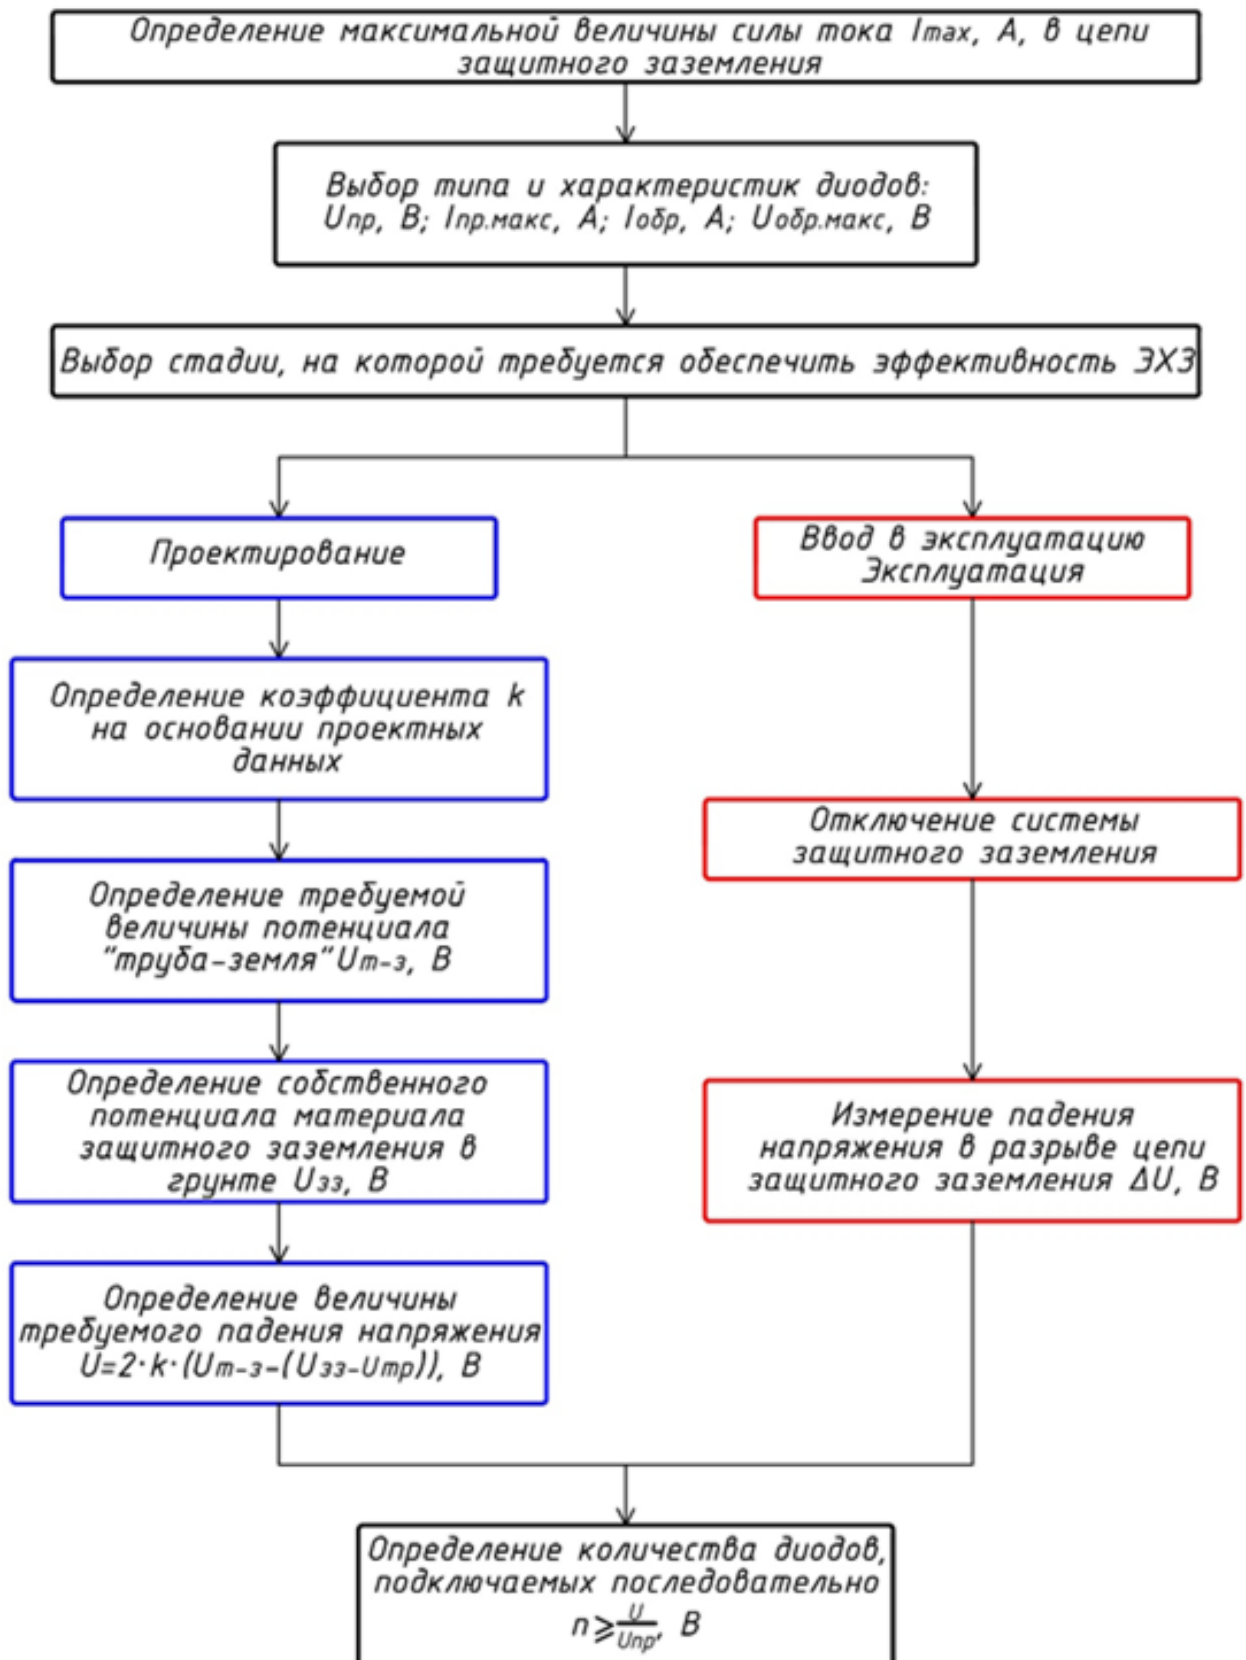 Определение максимальной величины силы тока Imax, А, в цепи
защитного заземления
Выбор типа и характеристик диодов:
Uпр, В; Iпр.макс, А; Iобр, А; Uобр.макс, В
Выбор стадии, на которой требуется обеспечить эффективность ЭХЗ
Проектирование
Определение коэффициента k
на основании проектных
данных
Определение требуемой
величины потенциала
"труба-земля" Uт-з, В
Определение собственного
потенциала материала
защитного заземления в
грунте Uзз, В
Определение величины
требуемого падения напряжения
U=2·k·(Uт-з-(Uзз-Uтр)), В
Ввод в эксплуатацию
Эксплуатация
Отключение системы
защитного заземления
Измерение падения
напряжения в разрыве цепи
защитного заземления ΔU, В
Определение количества диодов,
подключаемых последовательно
n⩾U/Uпр, В